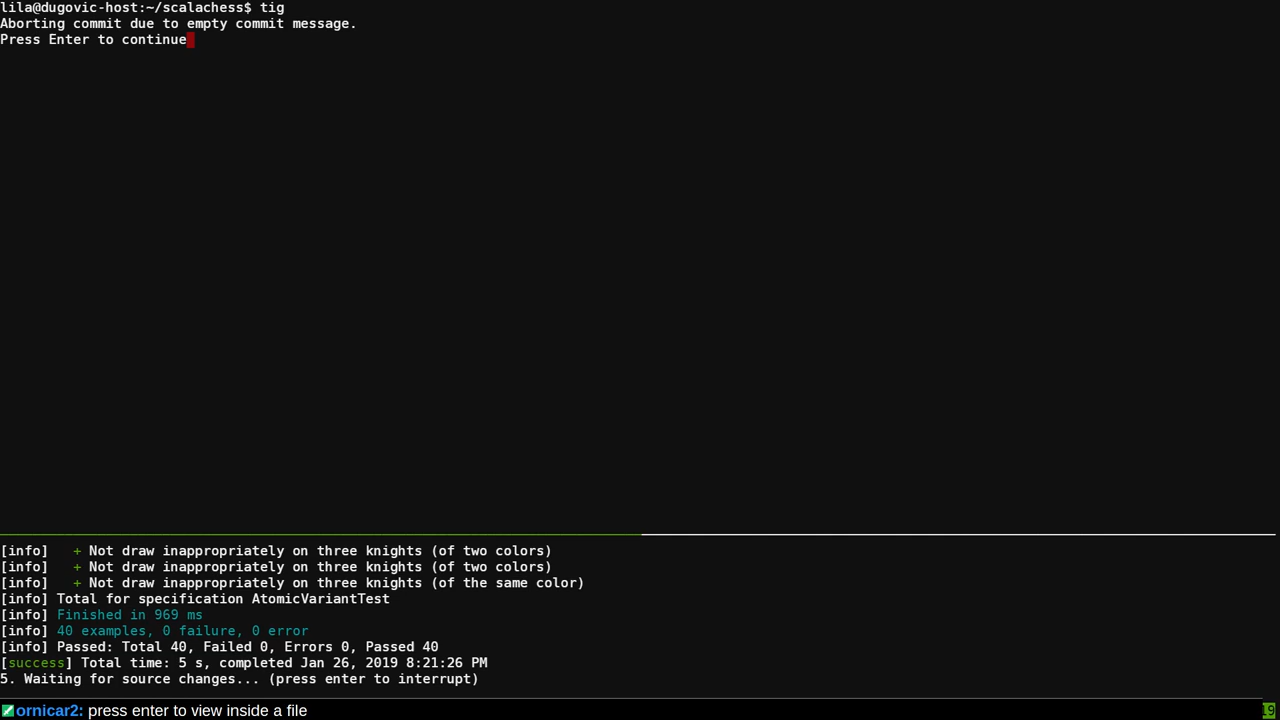 lila@dugovic-host:~/scalachess$ tig
Aborting commit due to empty commit message.
Press Enter to continue
[info]   + Not draw inappropriately on three knights (of two colors)
[info]   + Not draw inappropriately on three knights (of two colors)
[info]   + Not draw inappropriately on three knights (of the same color)
[info] Total for specification AtomicVariantTest
[info] Finished in 969 ms
[info] 40 examples, 0 failure, 0 error
[info] Passed: Total 40, Failed 0, Errors 0, Passed 40
[success] Total time: 5 s, completed Jan 26, 2019 8:21:26 PM
5. Waiting for source changes... (press enter to interrupt)
ornicar2: press enter to view inside a file